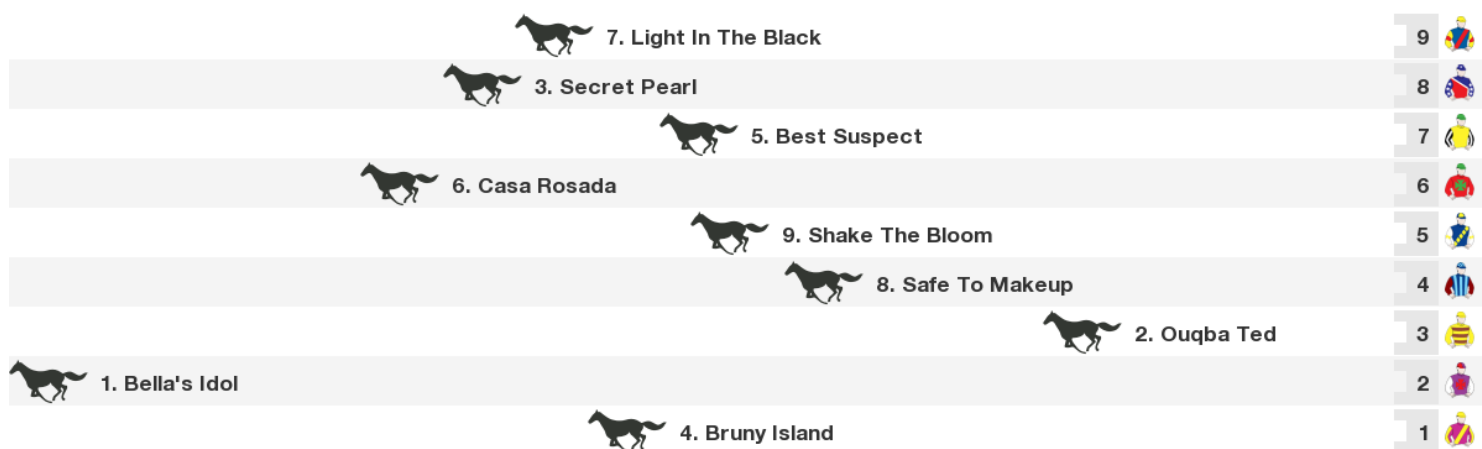 7. Light In The Black 9
3. Secret Pearl 8
5. Best Suspect 7
6. Casa Rosada 6
9. Shake The Bloom 5
8. Safe To Makeup 4
2. Ouqba Ted 3
1. Bella's Idol 2
4. Bruny Island 1